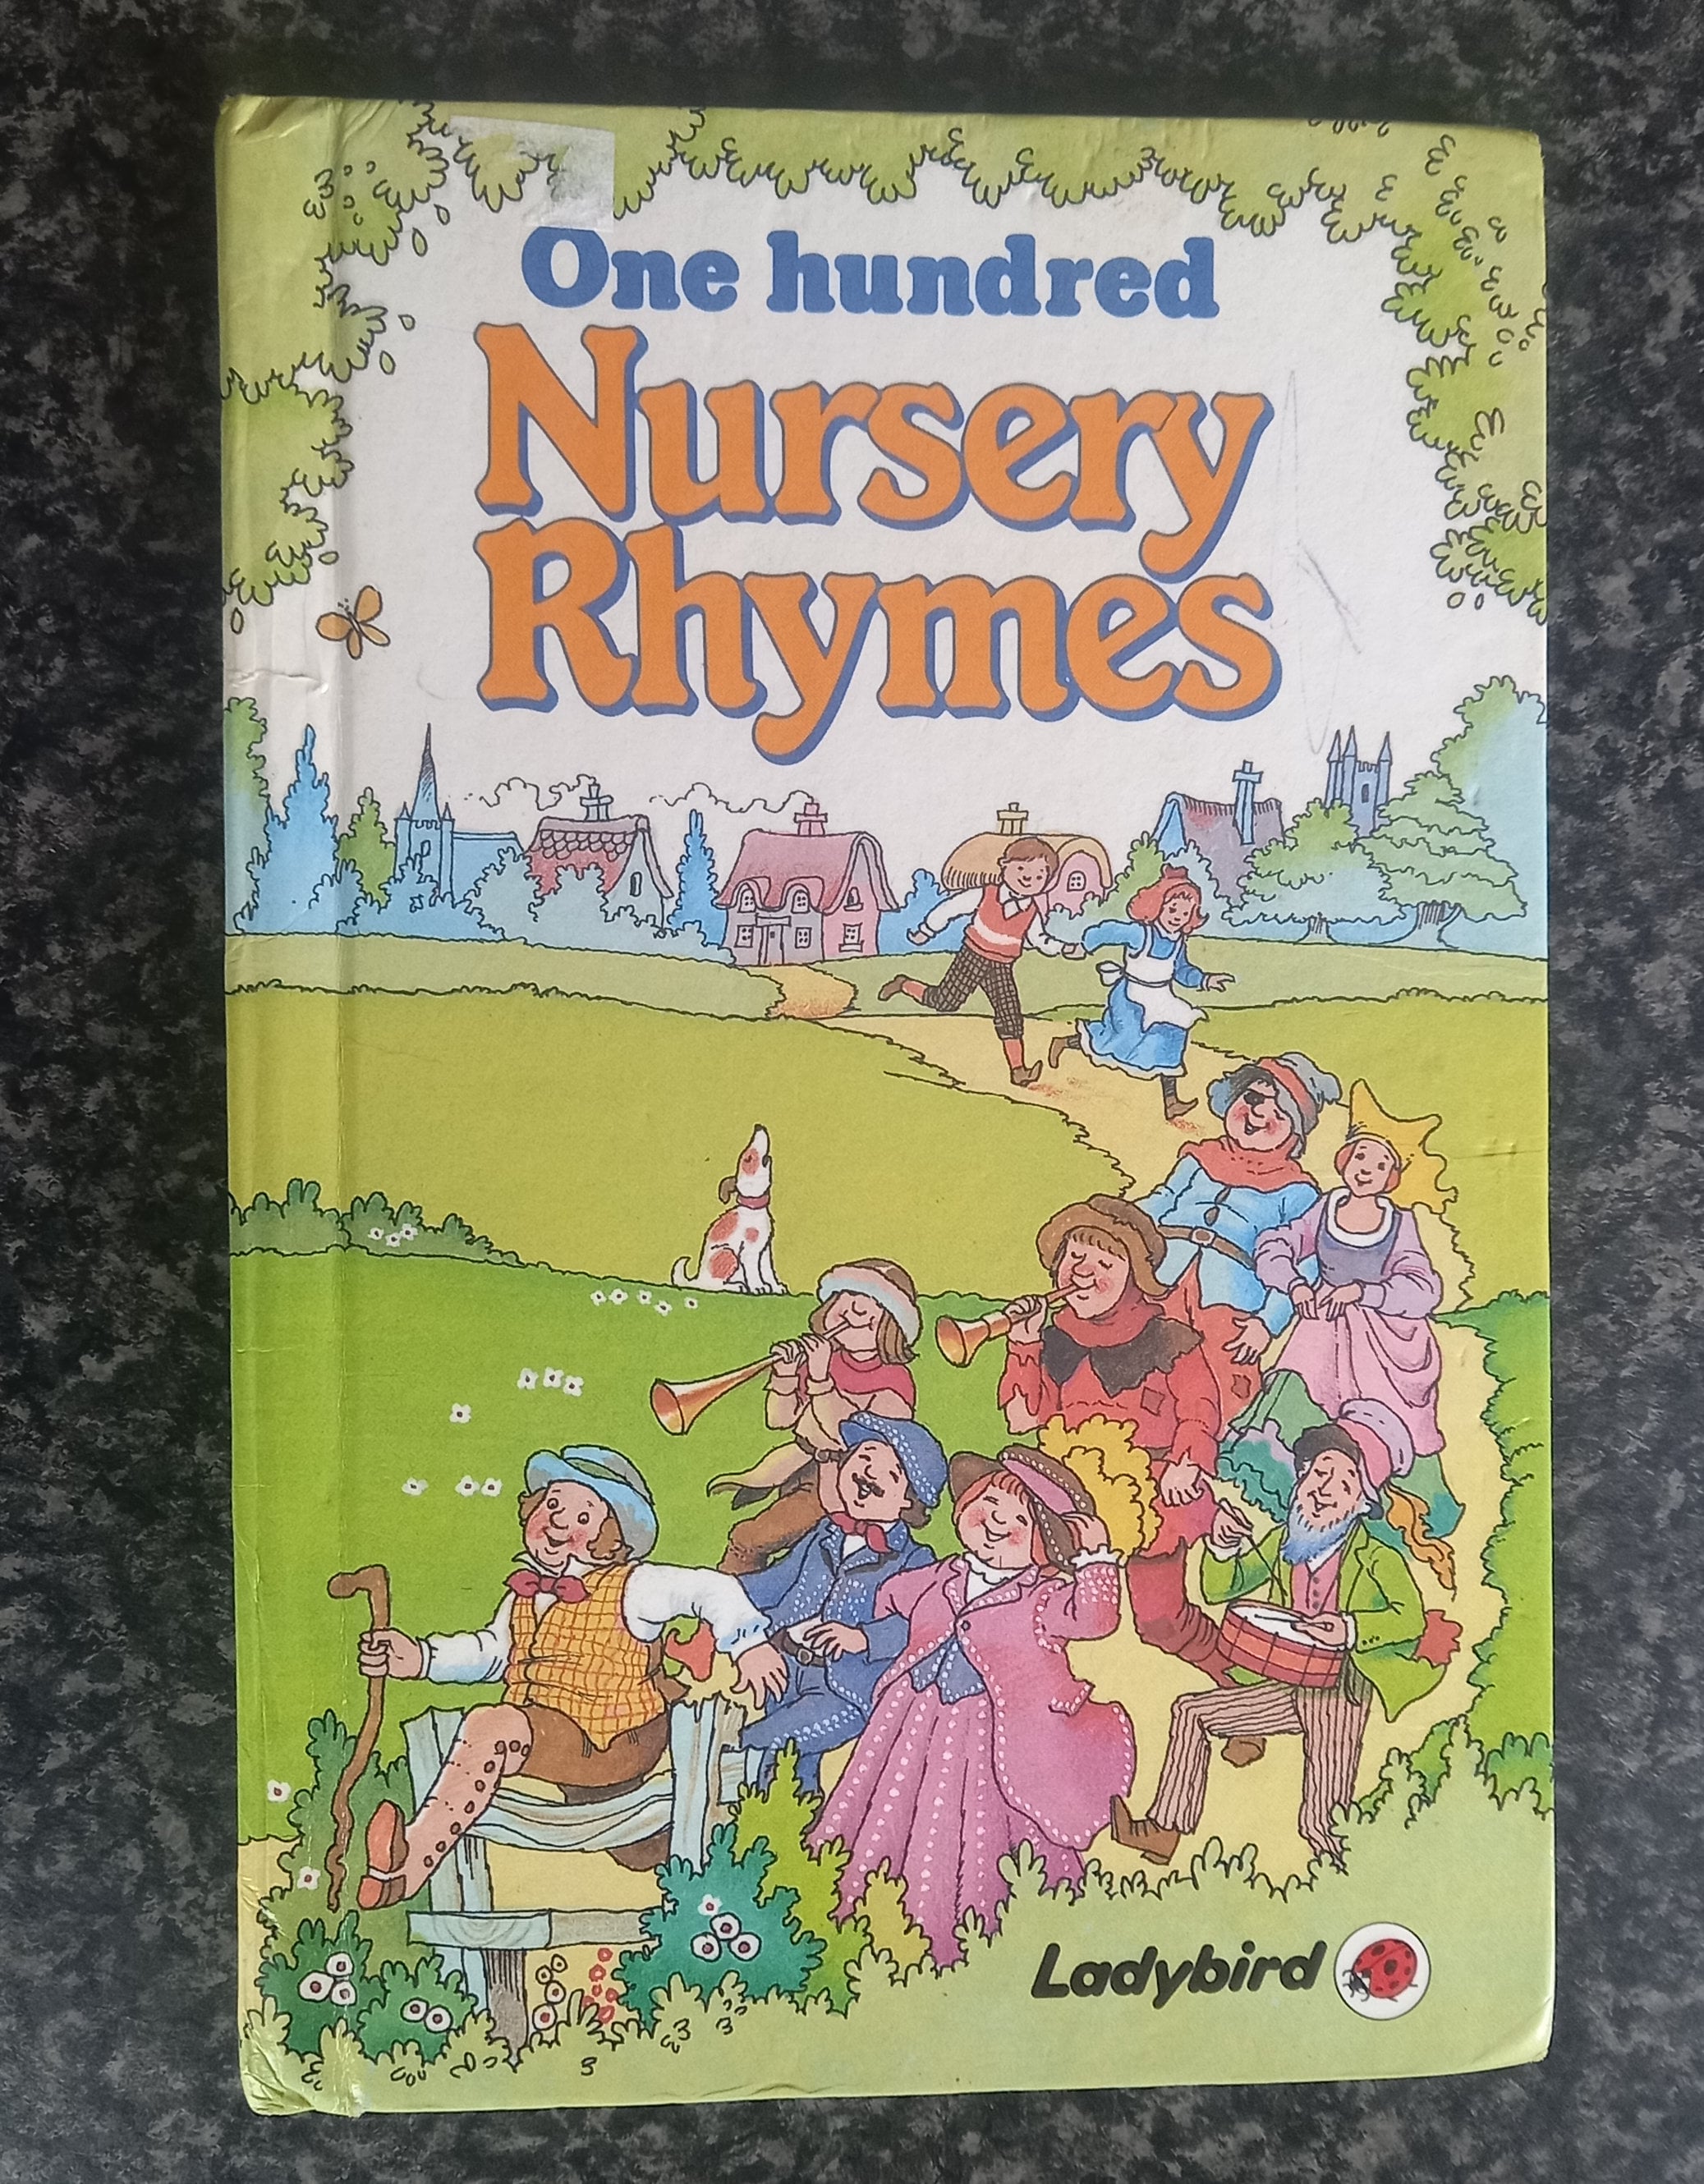 One hundred
Nursery
Rhymes
Ladybird